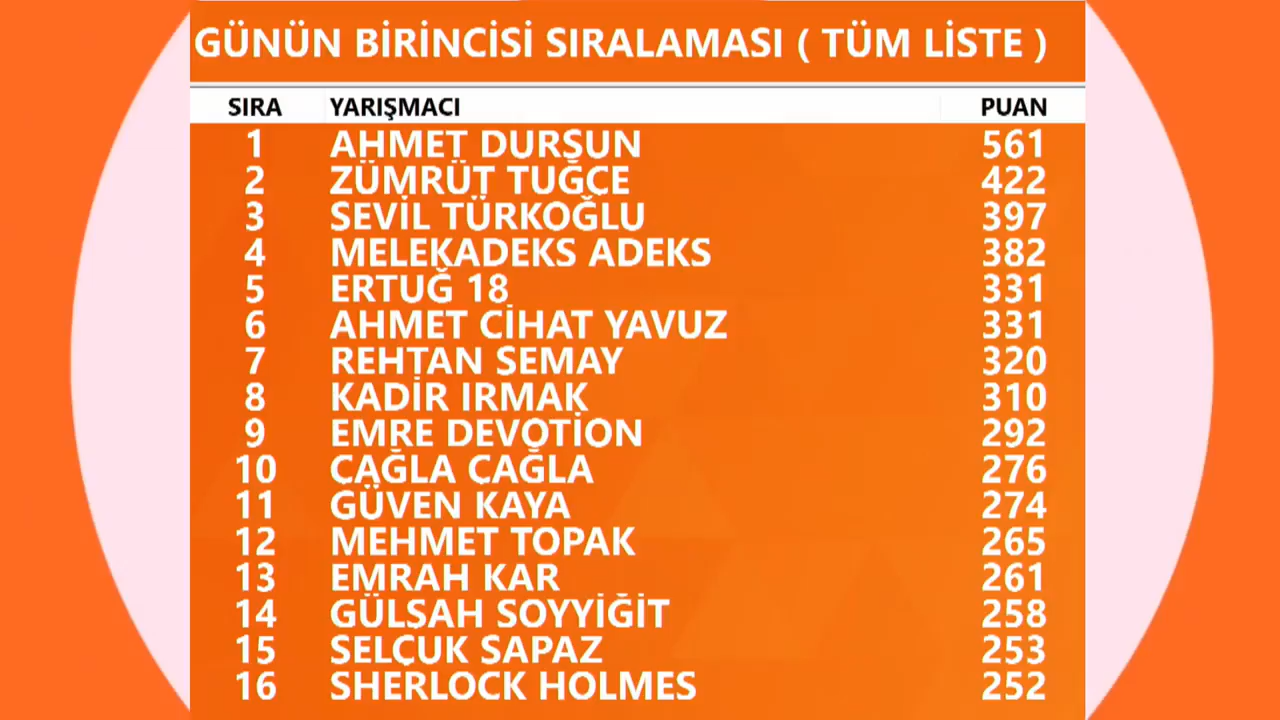 GÜNÜN BİRİNCİSİ SIRALAMASI ( TÜM LİSTE )
SIRA YARIŞMACI PUAN
1 AHMET DURSUN 561
2 ZÜMRÜT TUĞÇE 422
3 SEVİL TÜRKOĞLU 397
4 MELEKADEKS ADEKS 382
5 ERTUĞ 18 331
6 AHMET CİHAT YAVUZ 331
7 REHTAN SEMAY 320
8 KADİR IRMAK 310
9 EMRE DEVOTİON 292
10 ÇAĞLA ÇAĞLA 276
11 GÜVEN KAYA 274
12 MEHMET TOPAK 265
13 EMRAH KAR 261
14 GÜLŞAH SOYYİĞİT 258
15 SELÇUK SAPAZ 253
16 SHERLOCK HOLMES 252